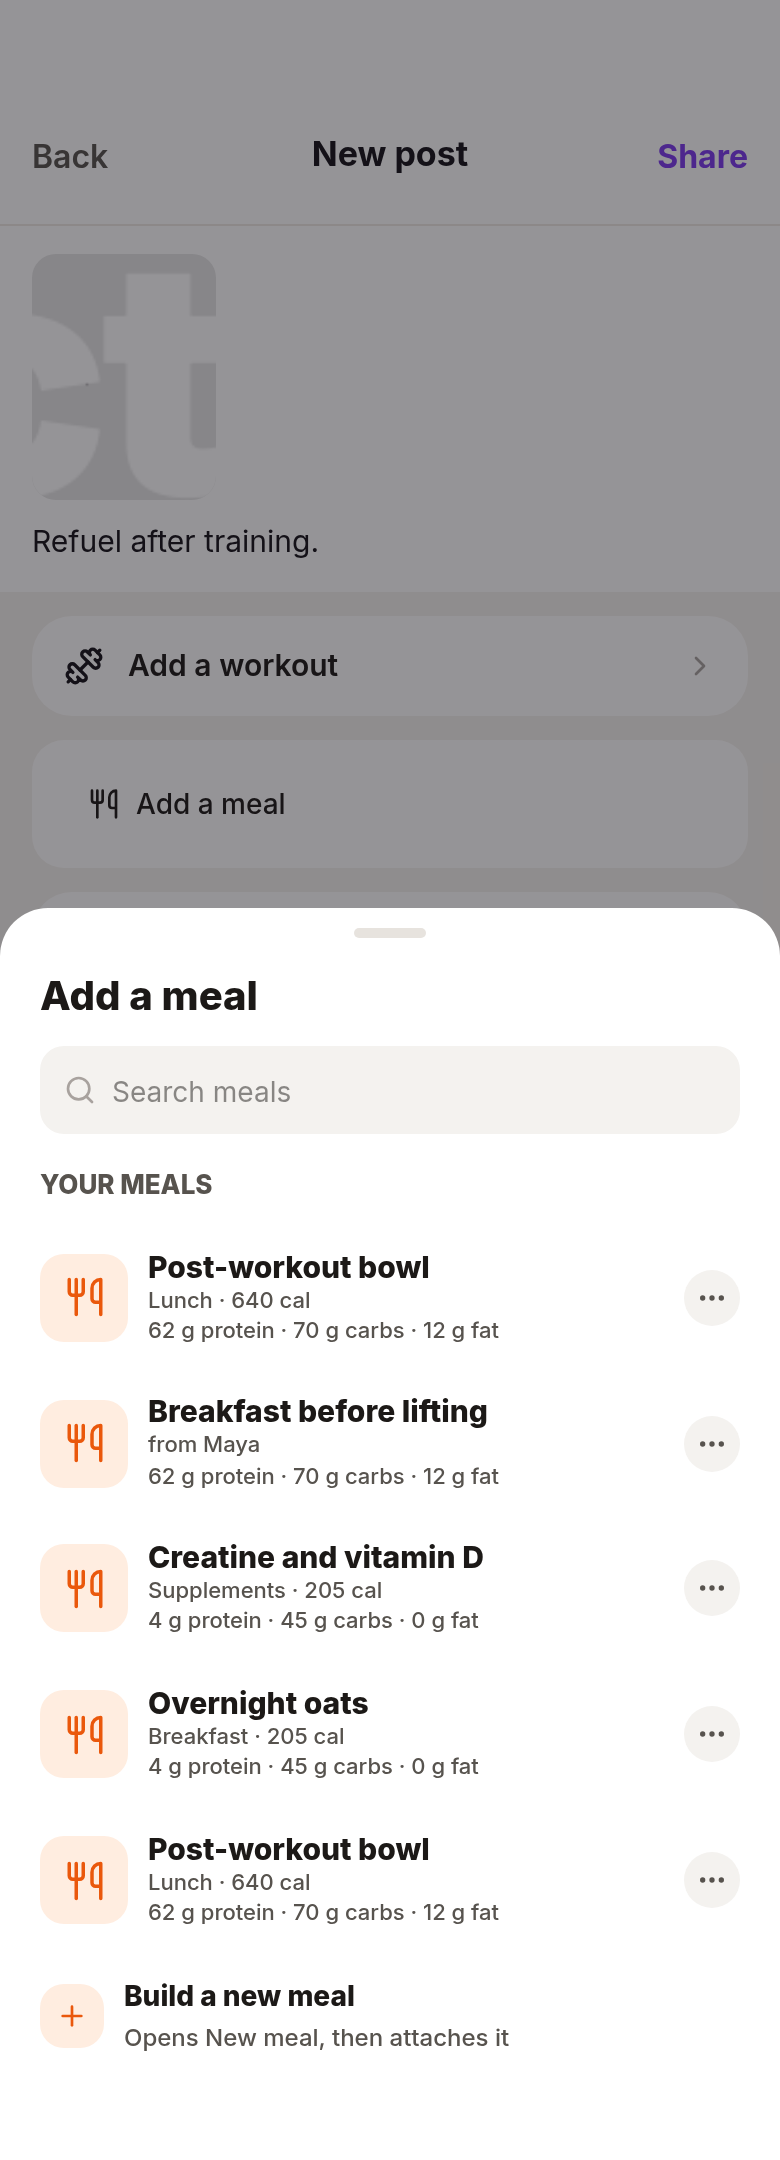 Back
New post
Share
ct
Refuel after training.
Add a workout
Add a meal
Add a meal
Search meals
YOUR MEALS
Post-workout bowl
Lunch · 640 cal
62 g protein · 70 g carbs · 12 g fat
Breakfast before lifting
from Maya
62 g protein · 70 g carbs · 12 g fat
Creatine and vitamin D
Supplements · 205 cal
4 g protein · 45 g carbs · 0 g fat
Overnight oats
Breakfast · 205 cal
4 g protein · 45 g carbs · 0 g fat
Post-workout bowl
Lunch · 640 cal
62 g protein · 70 g carbs · 12 g fat
Build a new meal
Opens New meal, then attaches it